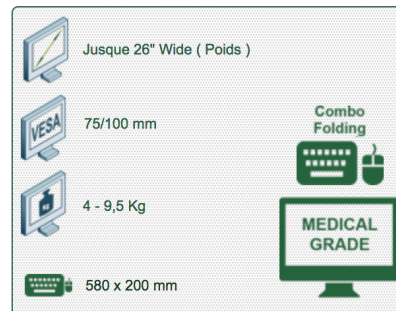 Jusque 26" Wide ( Poids )
VESA
75/100 mm
4 - 9,5 Kg
580 x 200 mm
Combo
Folding
MEDICAL
GRADE